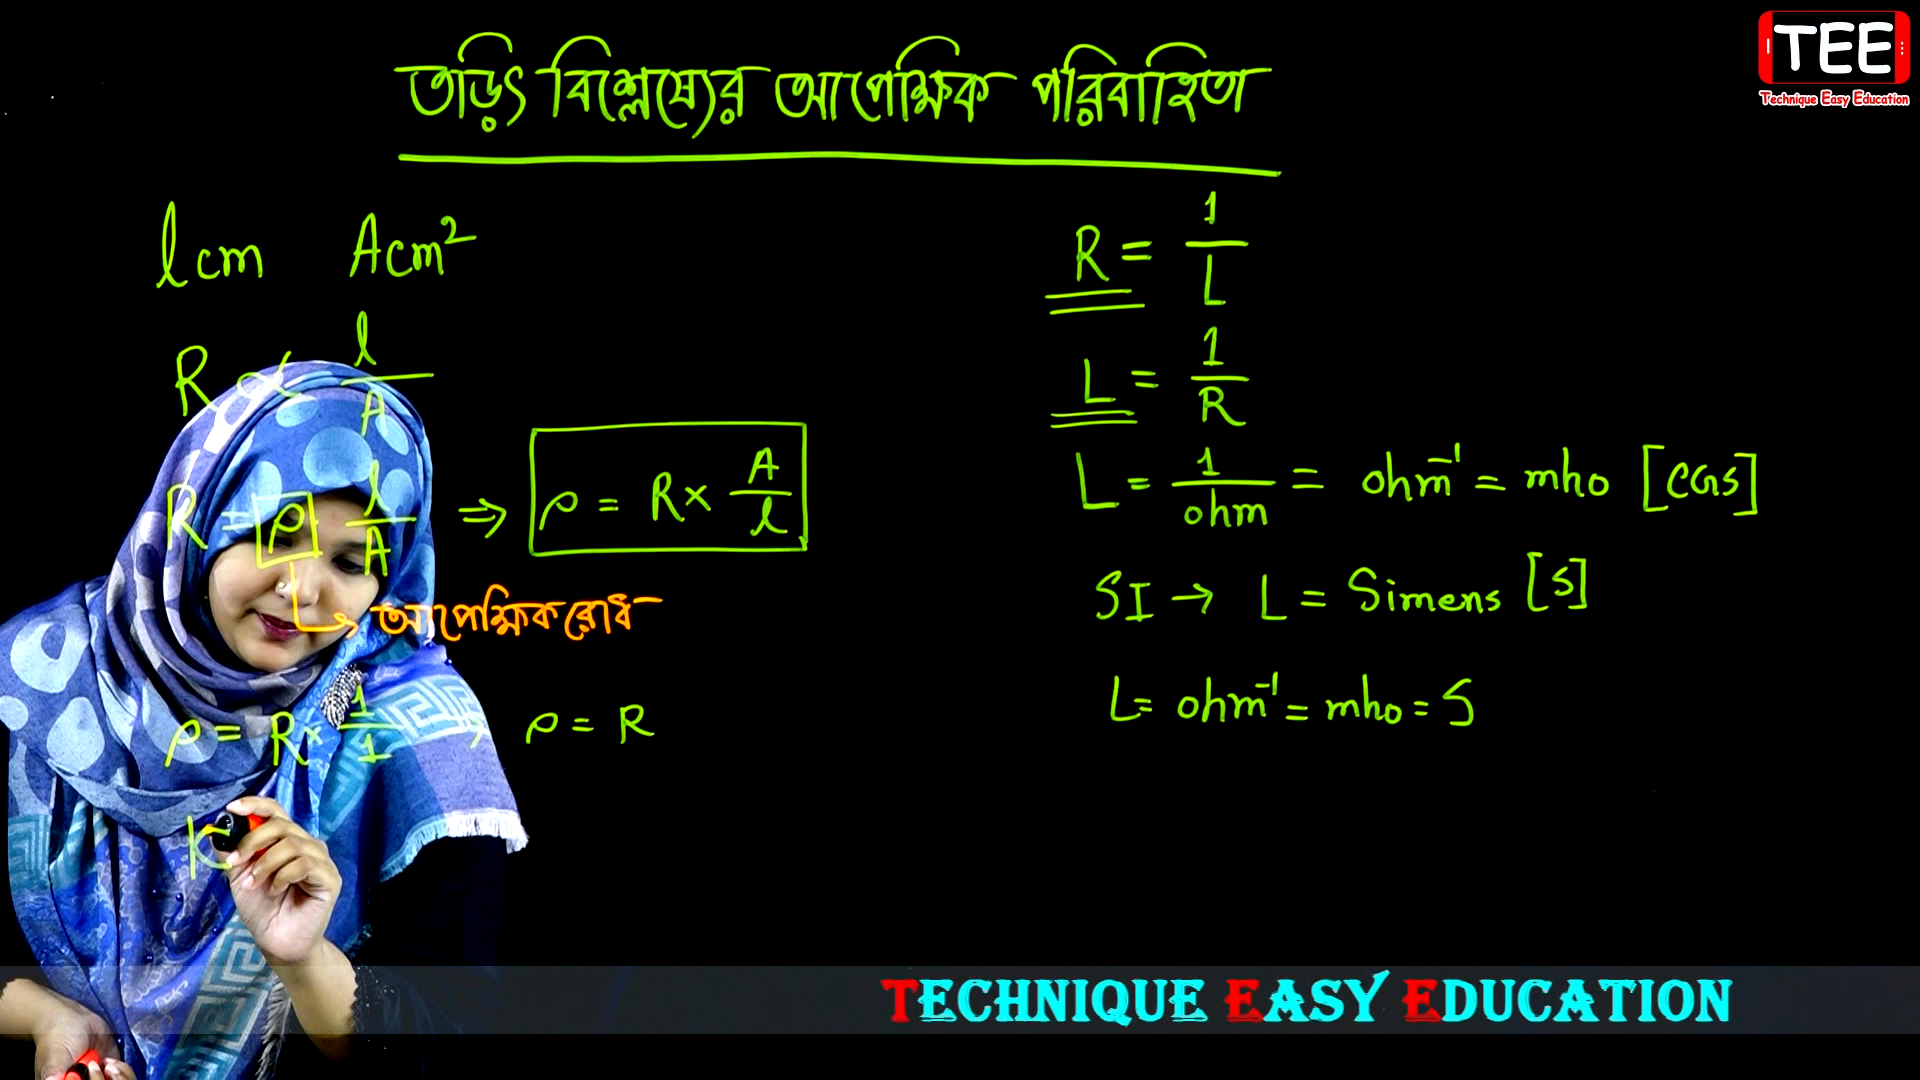 তড়িৎ বিশ্লেষ্যের আপেক্ষিক পরিবাহিতা
TEE
Technique Easy Education
l cm A cm²
R ∝ l/A
R = ρ l/A ⇒ ρ = R × A/l
আপেক্ষিক রোধ
ρ = R × 1/1 ρ = R
K
R = 1/L
L = 1/R
L = 1/ohm = ohm⁻¹ = mho [CGS]
SI → L = Simens [S]
L = ohm⁻¹ = mho = S
TECHNIQUE EASY EDUCATION